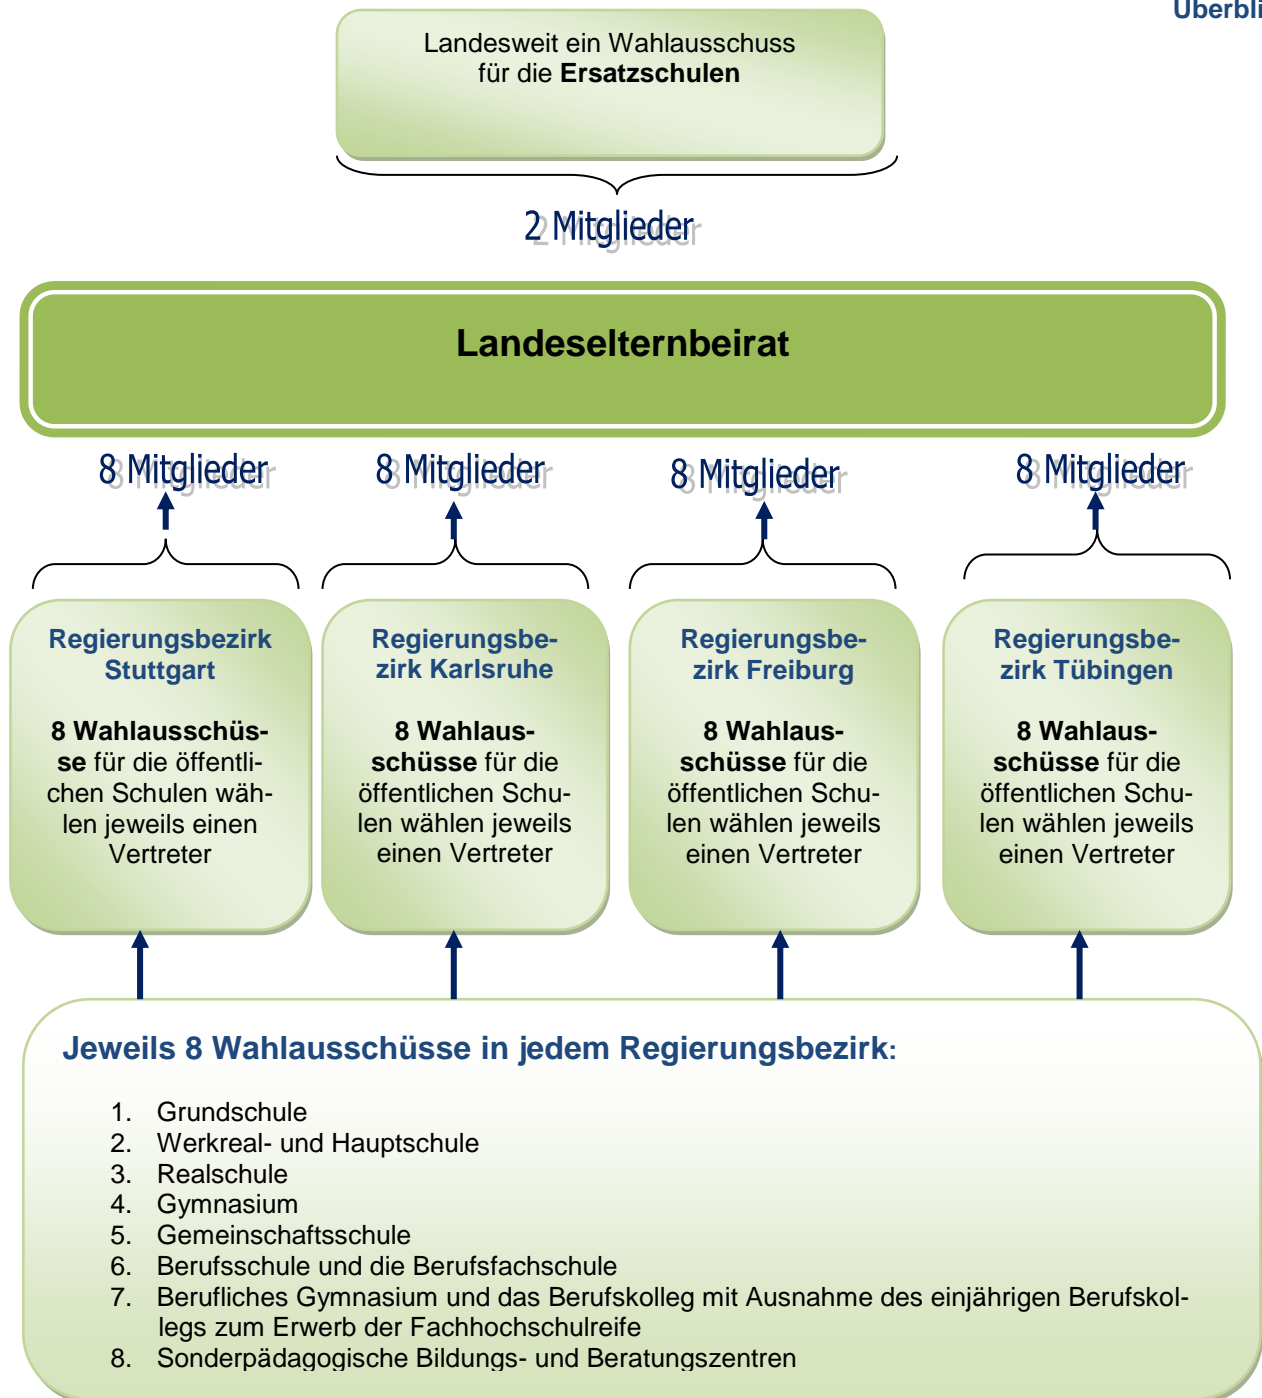 Überbli
Landesweit ein Wahlausschuss
für die Ersatzschulen
2 Mitglieder
Landeselternbeirat
8 Mitglieder
8 Mitglieder
8 Mitglieder
8 Mitglieder
Regierungsbezirk
Stuttgart
8 Wahlausschüs-
se für die öffentli-
chen Schulen wäh-
len jeweils einen
Vertreter
Regierungsbe-
zirk Karlsruhe
8 Wahlaus-
schüsse für die
öffentlichen Schu-
len wählen jeweils
einen Vertreter
Regierungsbe-
zirk Freiburg
8 Wahlaus-
schüsse für die
öffentlichen Schu-
len wählen jeweils
einen Vertreter
Regierungsbe-
zirk Tübingen
8 Wahlaus-
schüsse für die
öffentlichen Schu-
len wählen jeweils
einen Vertreter
Jeweils 8 Wahlausschüsse in jedem Regierungsbezirk:
1. Grundschule
2. Werkreal- und Hauptschule
3. Realschule
4. Gymnasium
5. Gemeinschaftsschule
6. Berufsschule und die Berufsfachschule
7. Berufliches Gymnasium und das Berufskolleg mit Ausnahme des einjährigen Berufskol-
legs zum Erwerb der Fachhochschulreife
8. Sonderpädagogische Bildungs- und Beratungszentren